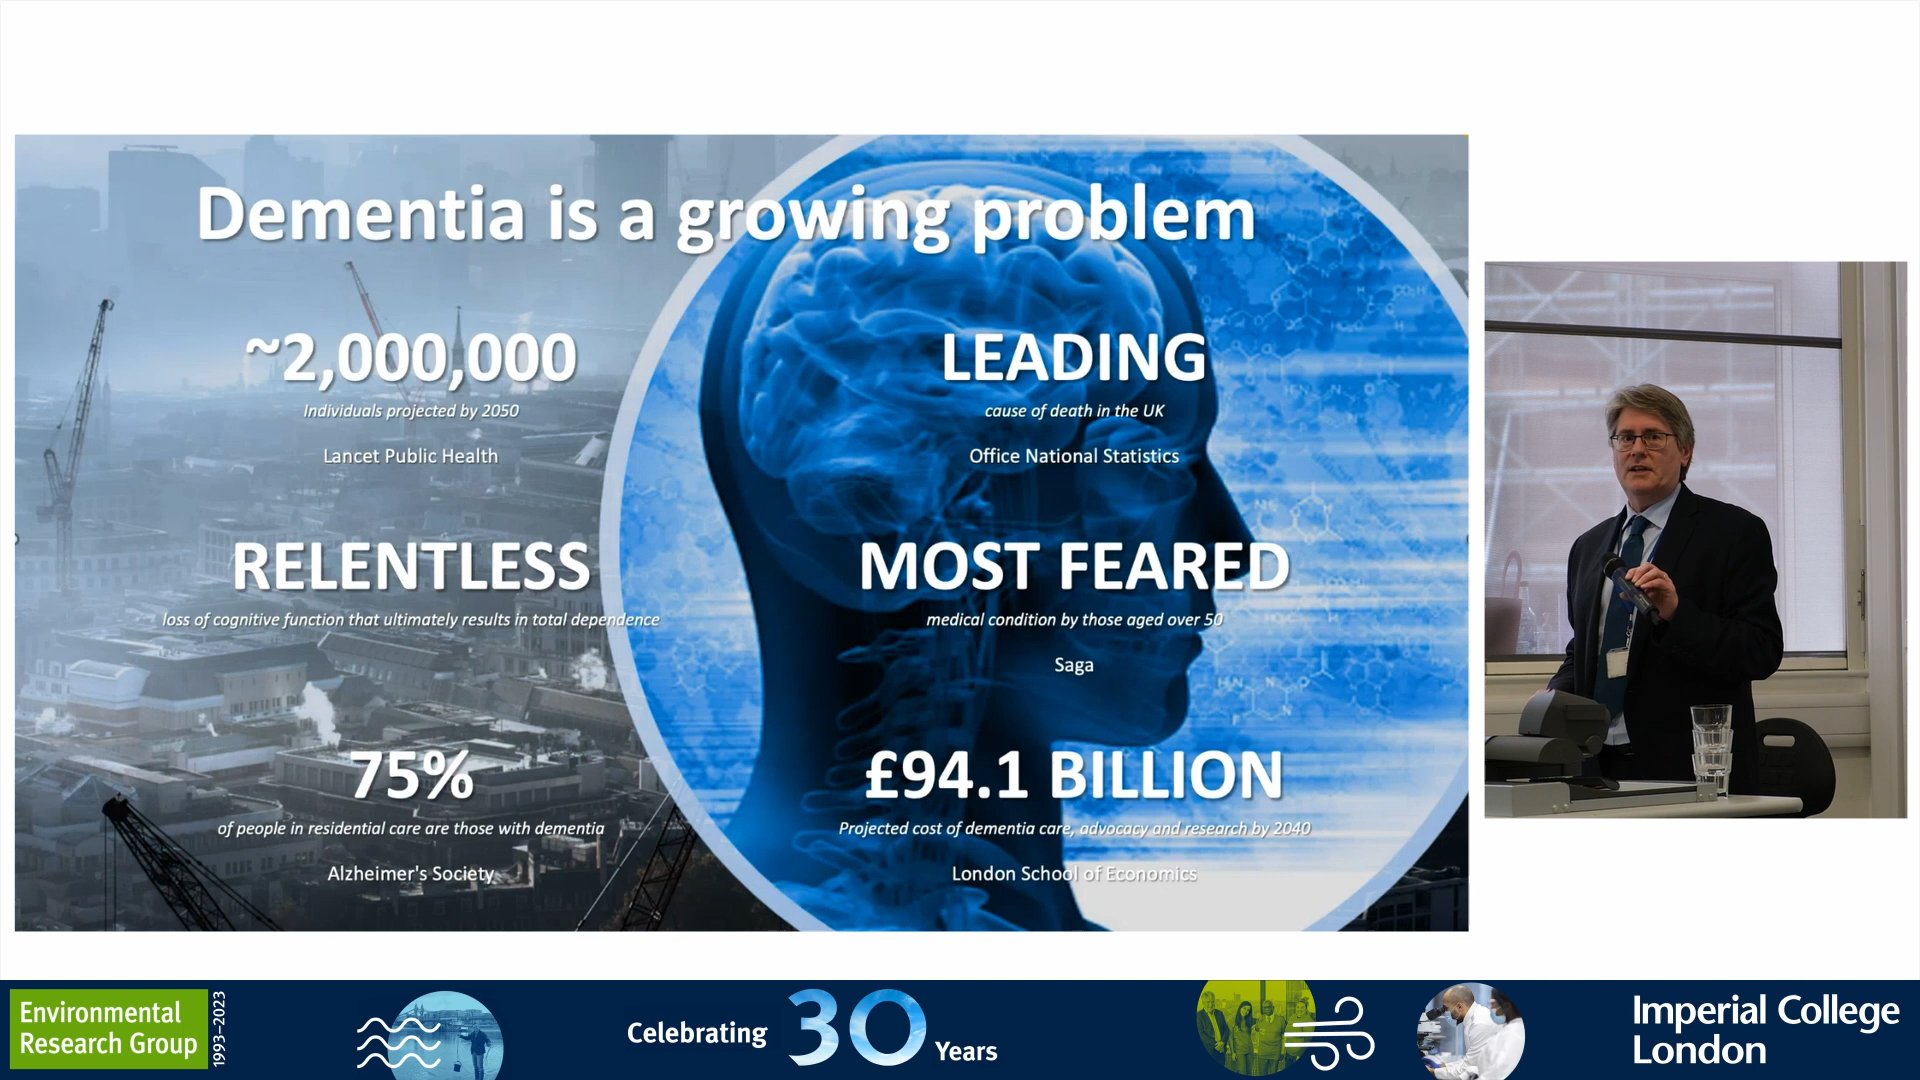 Dementia is a growing problem
~2,000,000
Individuals projected by 2050
Lancet Public Health
LEADING
cause of death in the UK
Office National Statistics
RELENTLESS
loss of cognitive function that ultimately results in total dependence
MOST FEARED
medical condition by those aged over 50
Saga
75%
of people in residential care are those with dementia
Alzheimer's Society
£94.1 BILLION
Projected cost of dementia care, advocacy and research by 2040
London School of Economics
Environmental
Research Group
1993–2023
Celebrating 30 Years
Imperial College
London